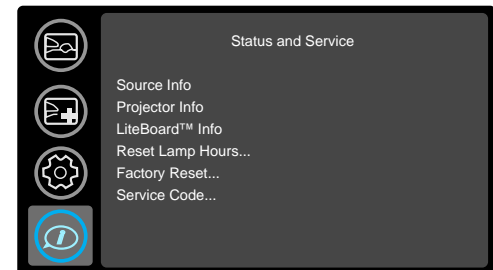 Status and Service
Source Info
Projector Info
LiteBoard™ Info
Reset Lamp Hours...
Factory Reset...
Service Code...